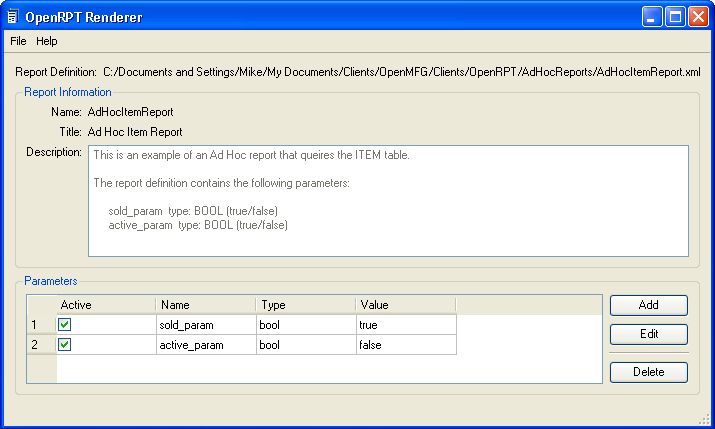 OpenRPT Renderer
File Help
Report Definition: C:/Documents and Settings/Mike/My Documents/Clients/OpenMFG/Clients/OpenRPT/AdHocReports/AdHocItemReport.xml
Report Information
Name: AdHocItemReport
Title: Ad Hoc Item Report
Description: This is an example of an Ad Hoc report that queires the ITEM table.
The report definition contains the following parameters:
sold_param type: BOOL (true/false)
active_param type: BOOL (true/false)
Parameters
Active Name Type Value
1 sold_param bool true
2 active_param bool false
Add
Edit
Delete